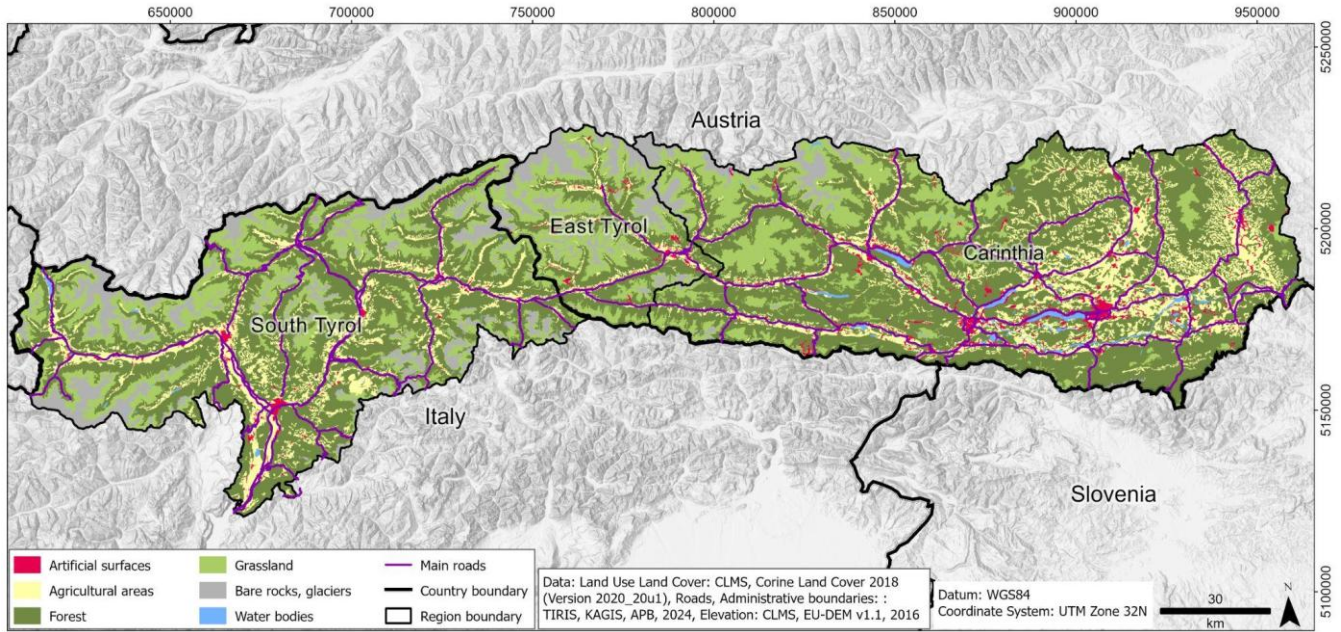 650000 700000 750000 800000 850000 900000 950000
5250000
Austria
5200000
East Tyrol
Carinthia
South Tyrol
Italy
5150000
Slovenia
5100000
Artificial surfaces
Agricultural areas
Forest
Grassland
Bare rocks, glaciers
Water bodies
Main roads
Country boundary
Region boundary
Data: Land Use Land Cover: CLMS, Corine Land Cover 2018
(Version 2020_20u1), Roads, Administrative boundaries: :
TIRIS, KAGIS, APB, 2024, Elevation: CLMS, EU-DEM v1.1, 2016
Datum: WGS84
Coordinate System: UTM Zone 32N
30
km
N